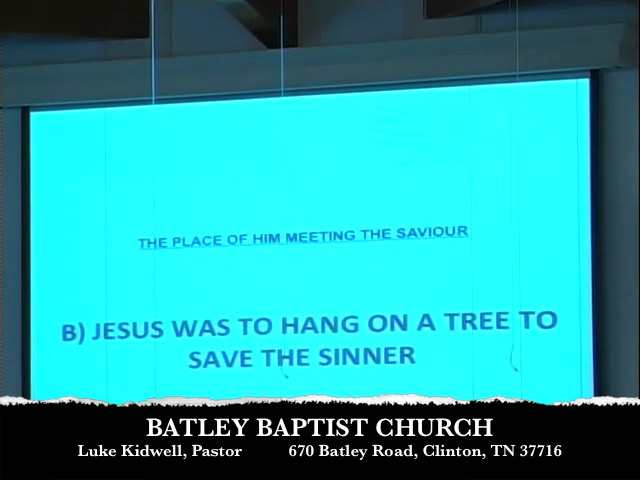 THE PLACE OF HIM MEETING THE SAVIOUR
B) JESUS WAS TO HANG ON A TREE TO
SAVE THE SINNER
BATLEY BAPTIST CHURCH
Luke Kidwell, Pastor 670 Batley Road, Clinton, TN 37716